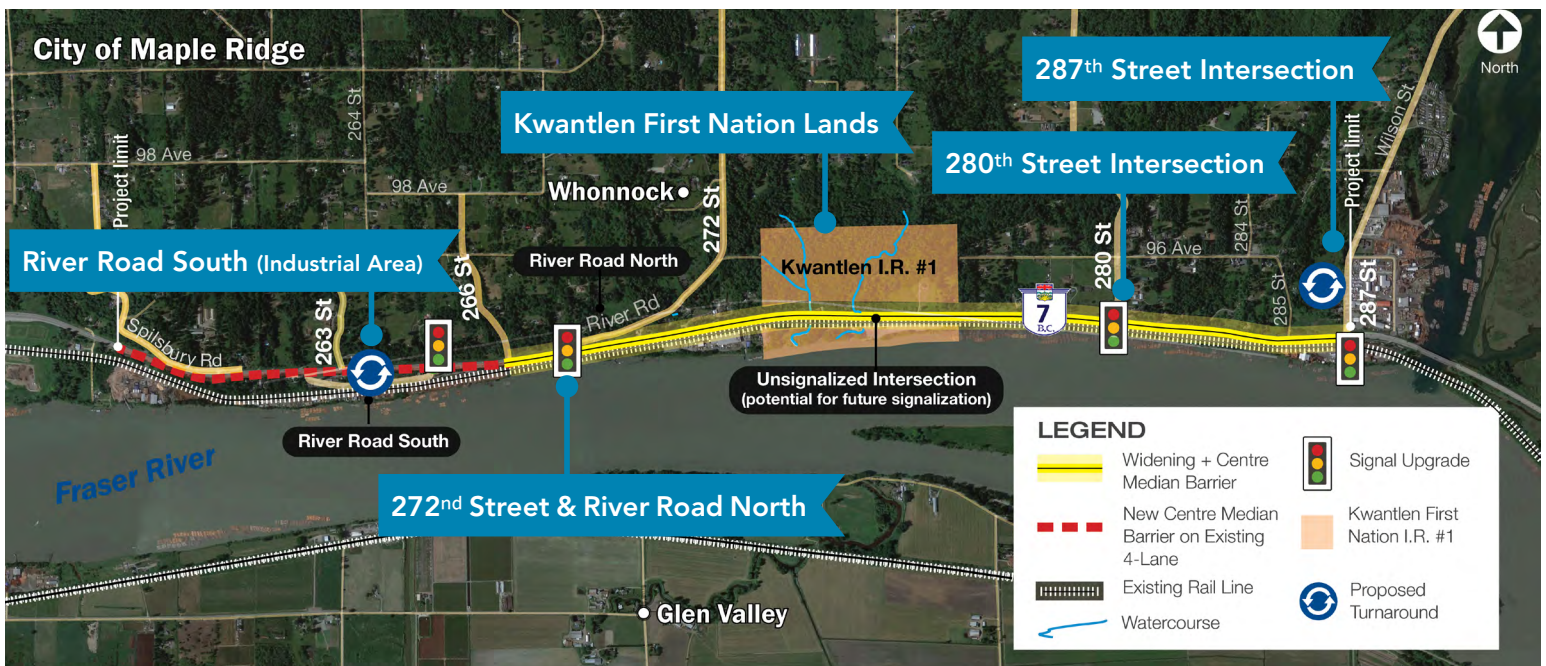 City of Maple Ridge
287th Street Intersection
North
Kwantlen First Nation Lands
280th Street Intersection
264 St
98 Ave
Project limit
98 Ave
Whonnock
272 St
Wilson St
Project limit
River Road South (Industrial Area)
266 St
River Road North
Kwantlen I.R. #1
280 St
96 Ave
284 St
285 St
287 St
263 St
Spilsbury Rd
River Rd
7
B.C.
Unsignalized Intersection
(potential for future signalization)
River Road South
Fraser River
272nd Street & River Road North
Glen Valley
LEGEND
Widening + Centre
Median Barrier
New Centre Median
Barrier on Existing
4-Lane
Existing Rail Line
Watercourse
Signal Upgrade
Kwantlen First
Nation I.R. #1
Proposed
Turnaround